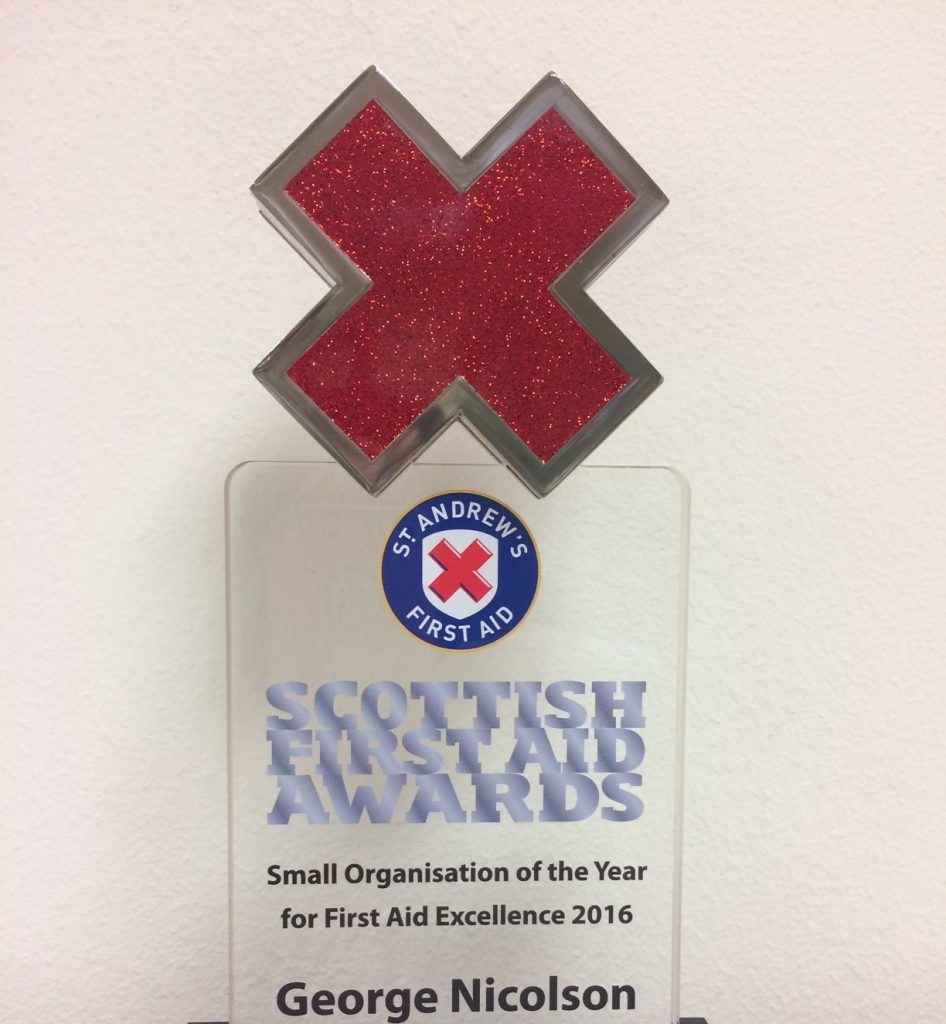 ST. ANDREW'S
FIRST AID
SCOTTISH
FIRST AID
AWARDS
Small Organisation of the Year
for First Aid Excellence 2016
George Nicolson